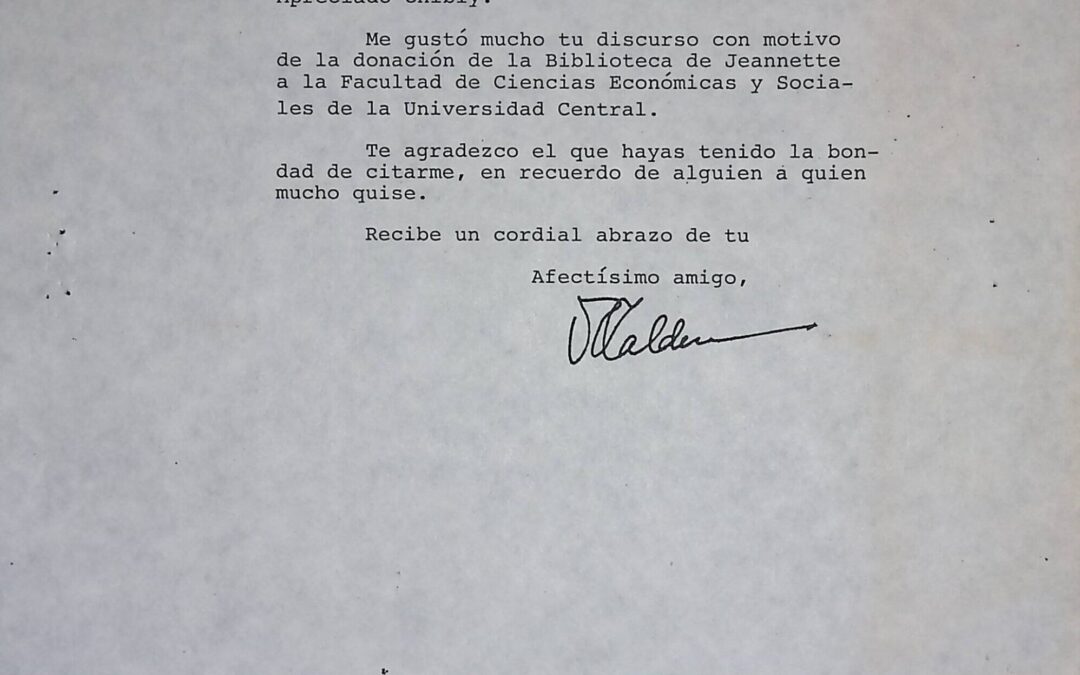 Me gustó mucho tu discurso con motivo
de la donación de la Biblioteca de Jeannette
a la Facultad de Ciencias Económicas y Socia-
les de la Universidad Central.
Te agradezco el que hayas tenido la bon-
dad de citarme, en recuerdo de alguien a quien
mucho quise.
Recibe un cordial abrazo de tu
Afectísimo amigo,